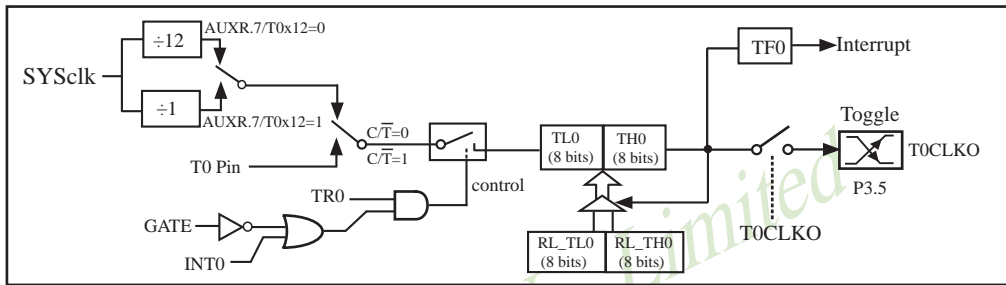 AUXR.7/T0x12=0
÷12
SYSclk
÷1
AUXR.7/T0x12=1
T0 Pin
C/T̅=0
C/T̅=1
TR0
control
GATE
INT0
TL0
(8 bits)
TH0
(8 bits)
RL_TL0
(8 bits)
RL_TH0
(8 bits)
TF0
Interrupt
Toggle
T0CLKO
P3.5
T0CLKO
Limited